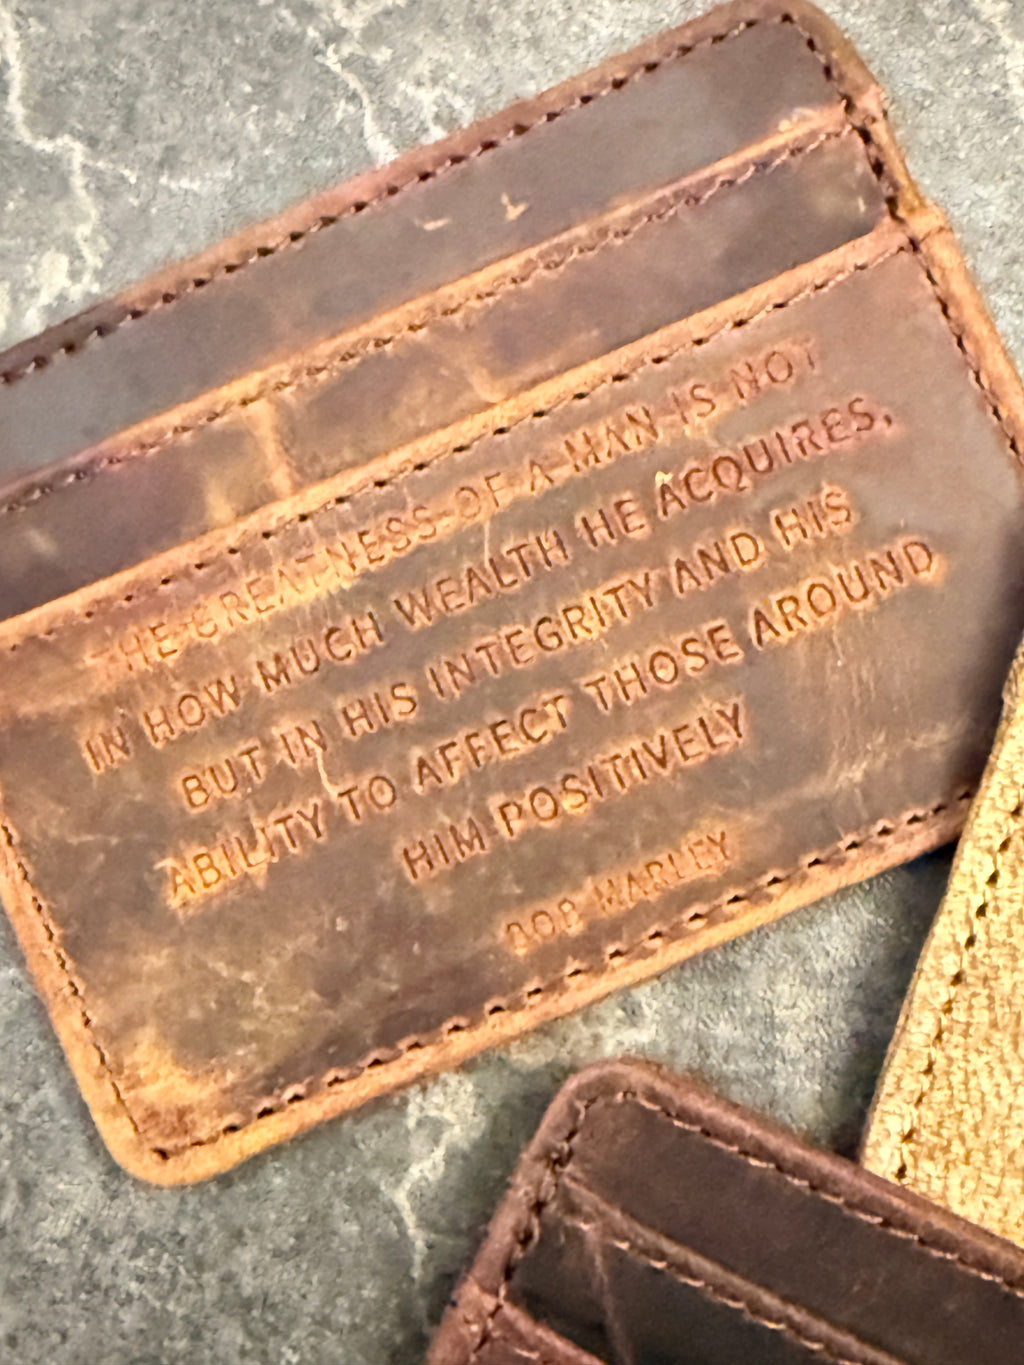 THE GREATNESS OF A MAN IS NOT
IN HOW MUCH WEALTH HE ACQUIRES,
BUT IN HIS INTEGRITY AND HIS
ABILITY TO AFFECT THOSE AROUND
HIM POSITIVELY
BOB MARLEY